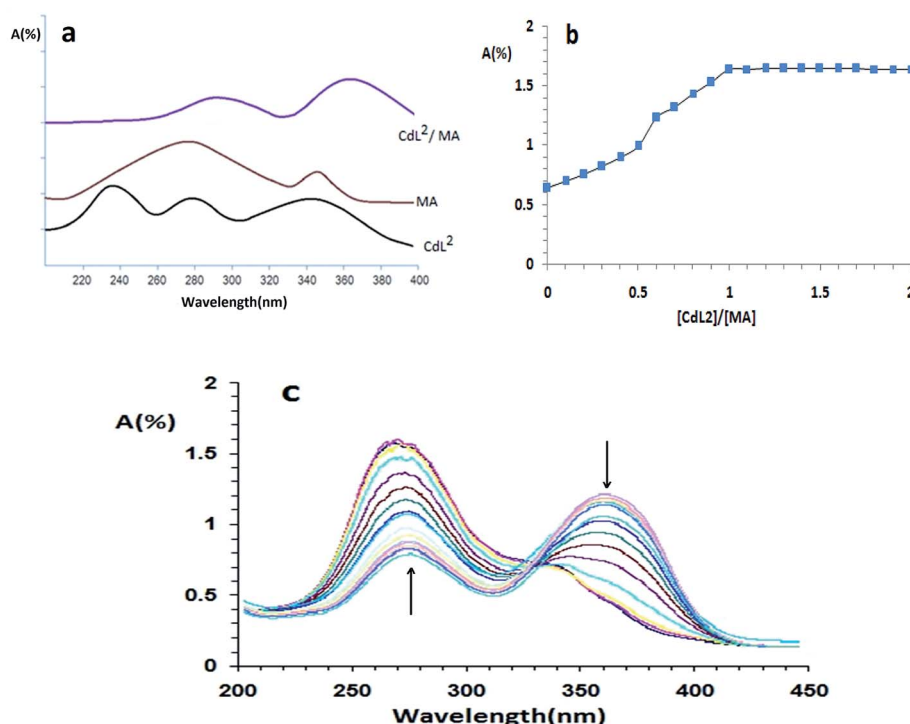 a
A(%)
CdL²/ MA
MA
CdL²
220 240 260 280 300 320 340 360 380 400
Wavelength(nm)
b
A(%)
2
1.5
1
0.5
0
0 0.5 1 1.5 2
[CdL2]/[MA]
c
A(%)
2
1.5
1
0.5
0
200 250 300 350 400 450
Wavelength(nm)